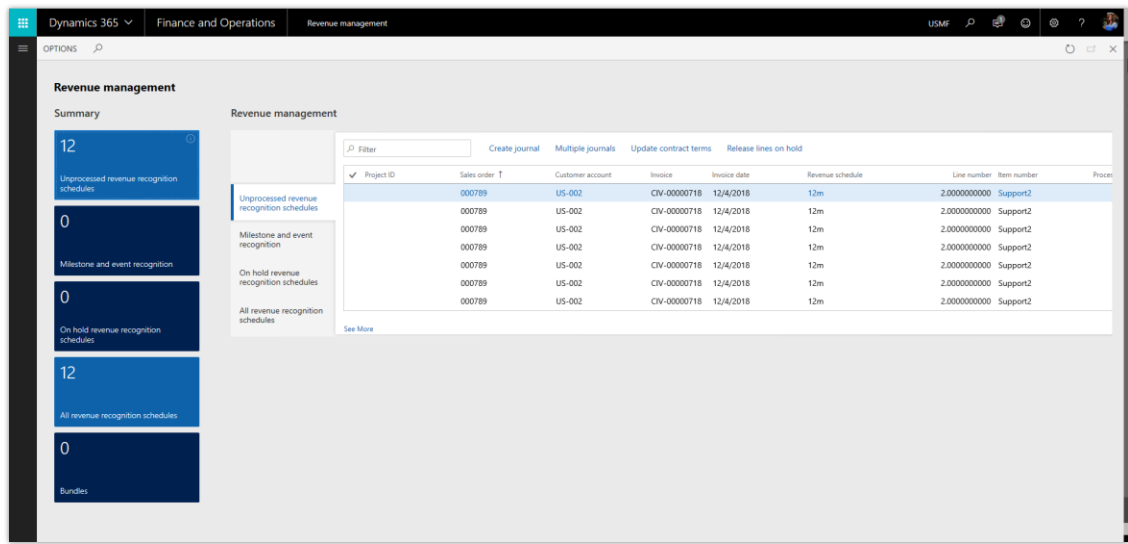 Dynamics 365 Finance and Operations Revenue management USMF ?
OPTIONS
Revenue management
Summary
12
Unprocessed revenue recognition
schedules
0
Milestone and event recognition
0
On hold revenue recognition
schedules
12
All revenue recognition schedules
0
Bundles
Revenue management
Unprocessed revenue
recognition schedules
Milestone and event
recognition
On hold revenue
recognition schedules
All revenue recognition
schedules
Filter Create journal Multiple journals Update contract terms Release lines on hold
Project ID Sales order ↑ Customer account Invoice Invoice date Revenue schedule Line number Item number Proces
000789 US-002 CIV-00000718 12/4/2018 12m 2.0000000000 Support2
000789 US-002 CIV-00000718 12/4/2018 12m 2.0000000000 Support2
000789 US-002 CIV-00000718 12/4/2018 12m 2.0000000000 Support2
000789 US-002 CIV-00000718 12/4/2018 12m 2.0000000000 Support2
000789 US-002 CIV-00000718 12/4/2018 12m 2.0000000000 Support2
000789 US-002 CIV-00000718 12/4/2018 12m 2.0000000000 Support2
000789 US-002 CIV-00000718 12/4/2018 12m 2.0000000000 Support2
See More